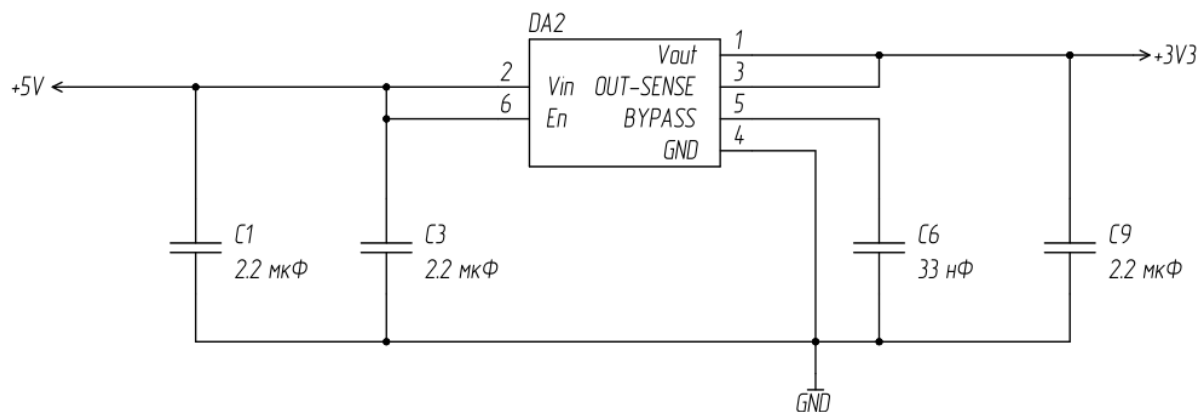 DA2
Vout 1
+5V 2 Vin OUT-SENSE 3 +3V3
6 En BYPASS 5
GND 4
C1 C3 C6 C9
2.2 мкФ 2.2 мкФ 33 нФ 2.2 мкФ
GND